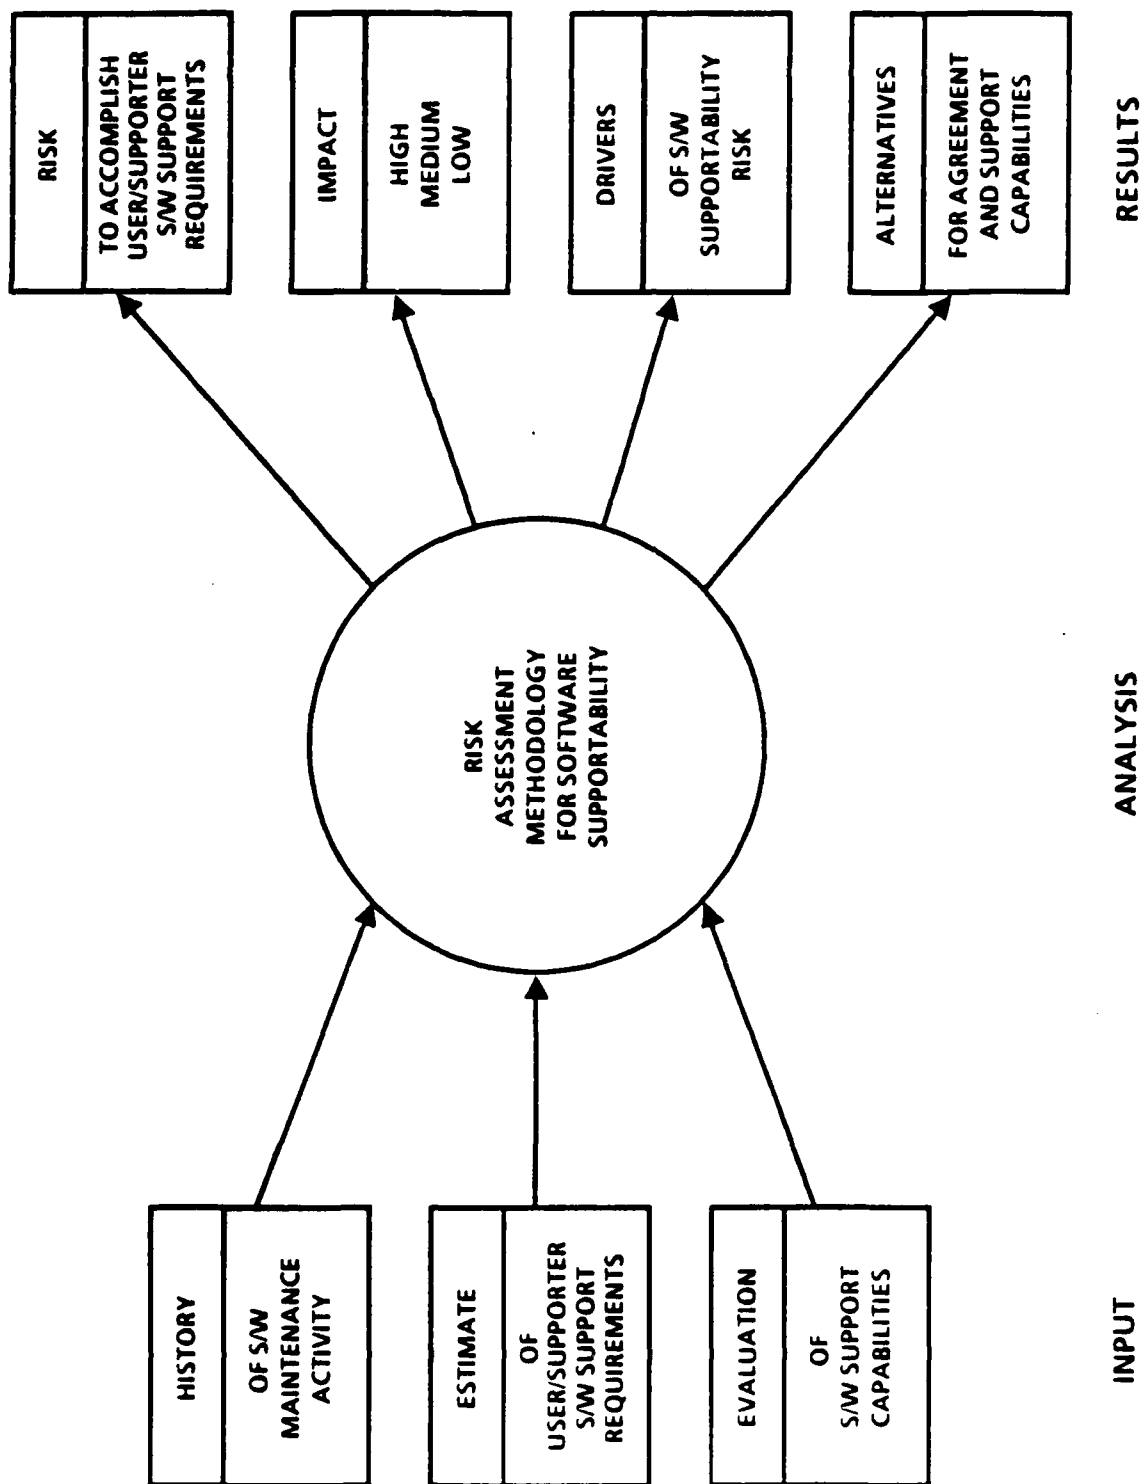 HISTORY
OF S/W
MAINTENANCE
ACTIVITY
ESTIMATE
OF
USER/SUPPORTER
S/W SUPPORT
REQUIREMENTS
EVALUATION
OF
S/W SUPPORT
CAPABILITIES
INPUT
RISK
ASSESSMENT
METHODOLOGY
FOR SOFTWARE
SUPPORTABILITY
ANALYSIS
RISK
TO ACCOMPLISH
USER/SUPPORTER
S/W SUPPORT
REQUIREMENTS
IMPACT
HIGH
MEDIUM
LOW
DRIVERS
OF S/W
SUPPORTABILITY
RISK
ALTERNATIVES
FOR AGREEMENT
AND SUPPORT
CAPABILITIES
RESULTS